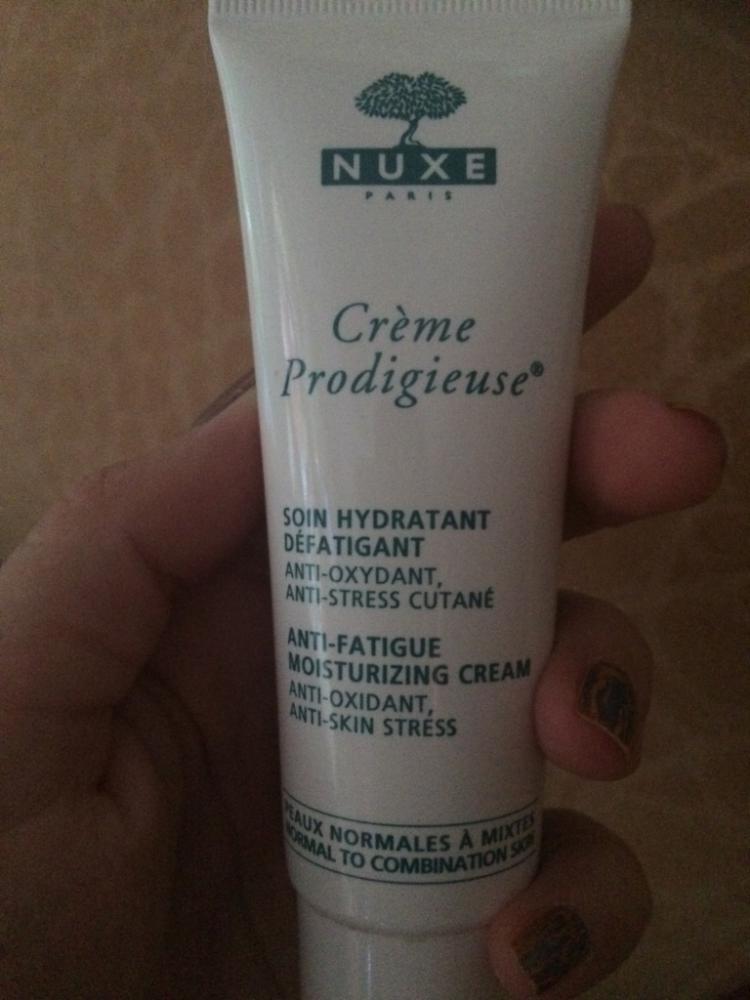 NUXE
PARIS
Crème
Prodigieuse®
SOIN HYDRATANT
DÉFATIGANT
ANTI-OXYDANT,
ANTI-STRESS CUTANÉ
ANTI-FATIGUE
MOISTURIZING CREAM
ANTI-OXIDANT,
ANTI-SKIN STRESS
PEAUX NORMALES À MIXTES
NORMAL TO COMBINATION SKIN